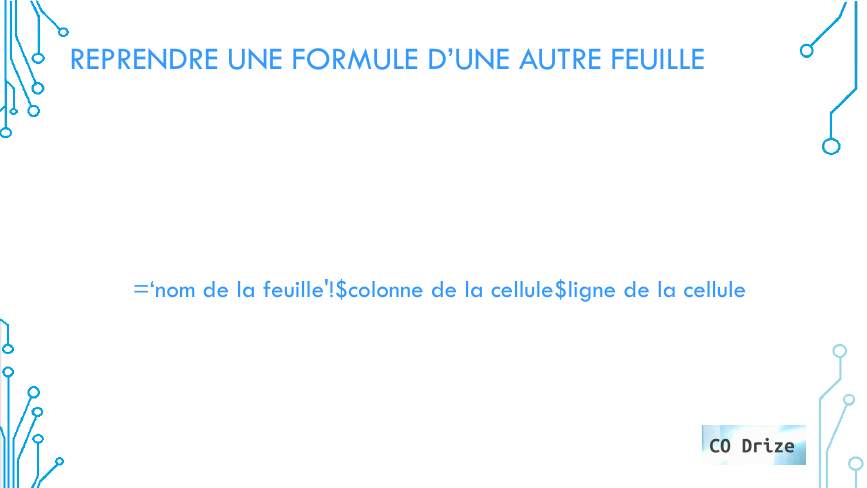 REPRENDRE UNE FORMULE D’UNE AUTRE FEUILLE
=‘nom de la feuille'!$colonne de la cellule$ligne de la cellule
CO Drize